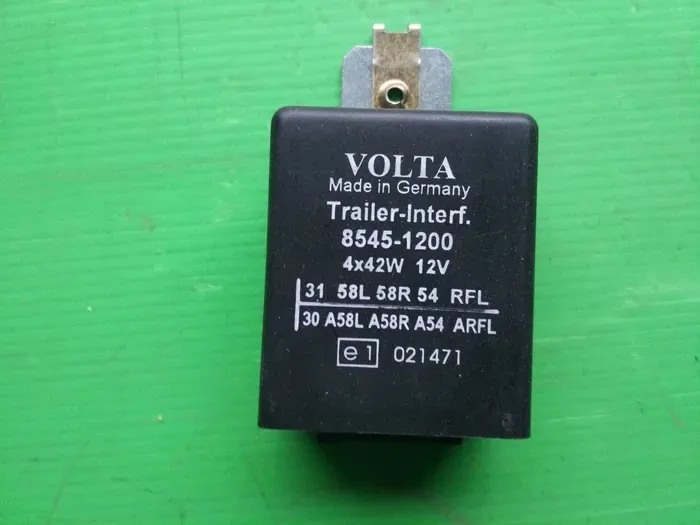 VOLTA
Made in Germany
Trailer-Interf.
8545-1200
4x42W 12V
31 58L 58R 54 RFL
30 A58L A58R A54 ARFL
e1 021471